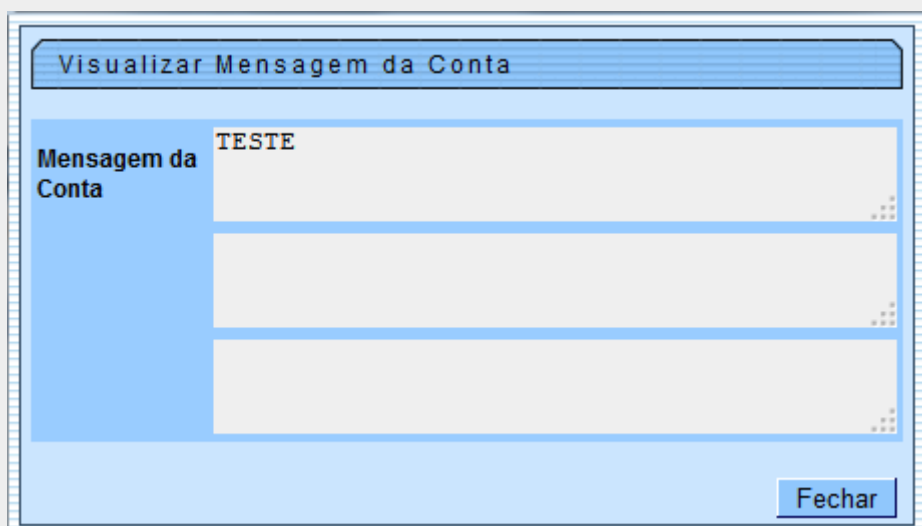 Visualizar Mensagem da Conta
Mensagem da
Conta
TESTE
Fechar